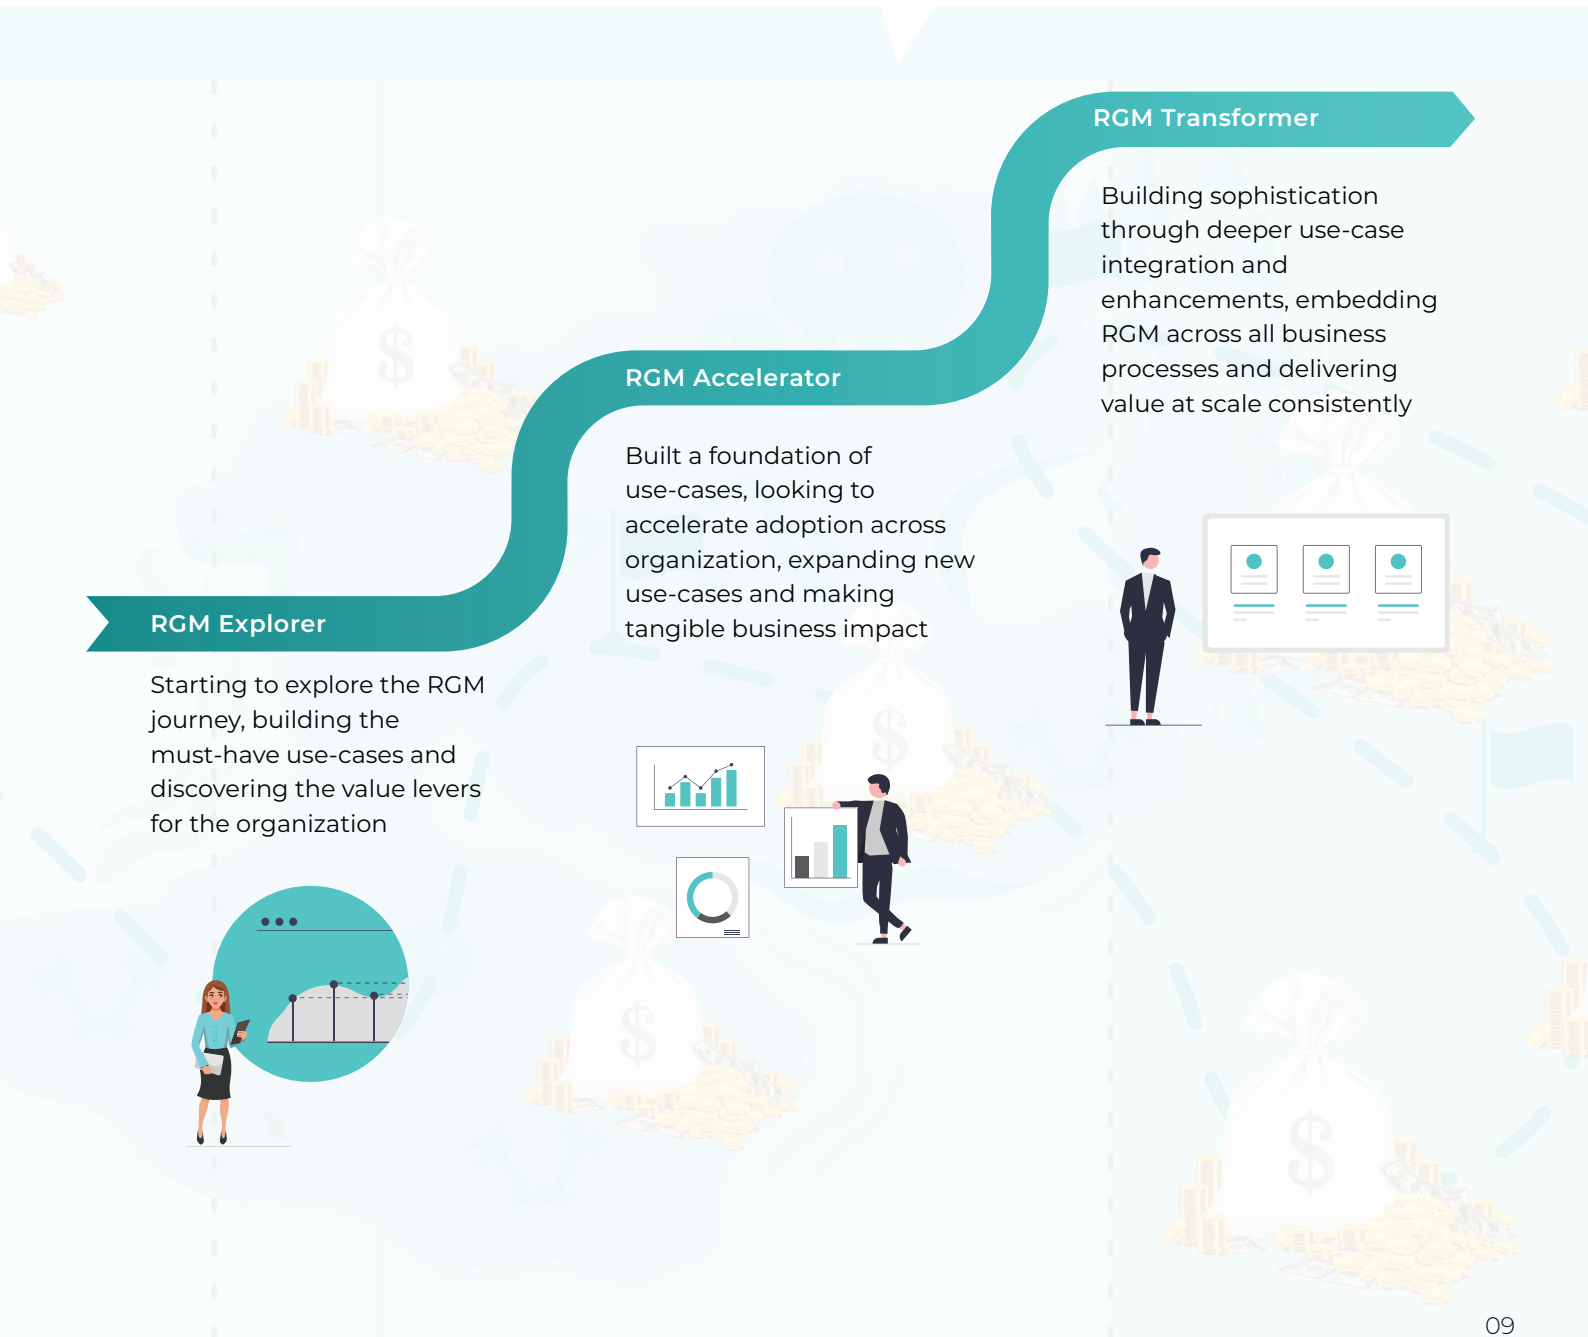 RGM Transformer
Building sophistication
through deeper use-case
integration and
enhancements, embedding
RGM across all business
processes and delivering
value at scale consistently
RGM Accelerator
Built a foundation of
use-cases, looking to
accelerate adoption across
organization, expanding new
use-cases and making
tangible business impact
RGM Explorer
Starting to explore the RGM
journey, building the
must-have use-cases and
discovering the value levers
for the organization
$
$
$
$
09